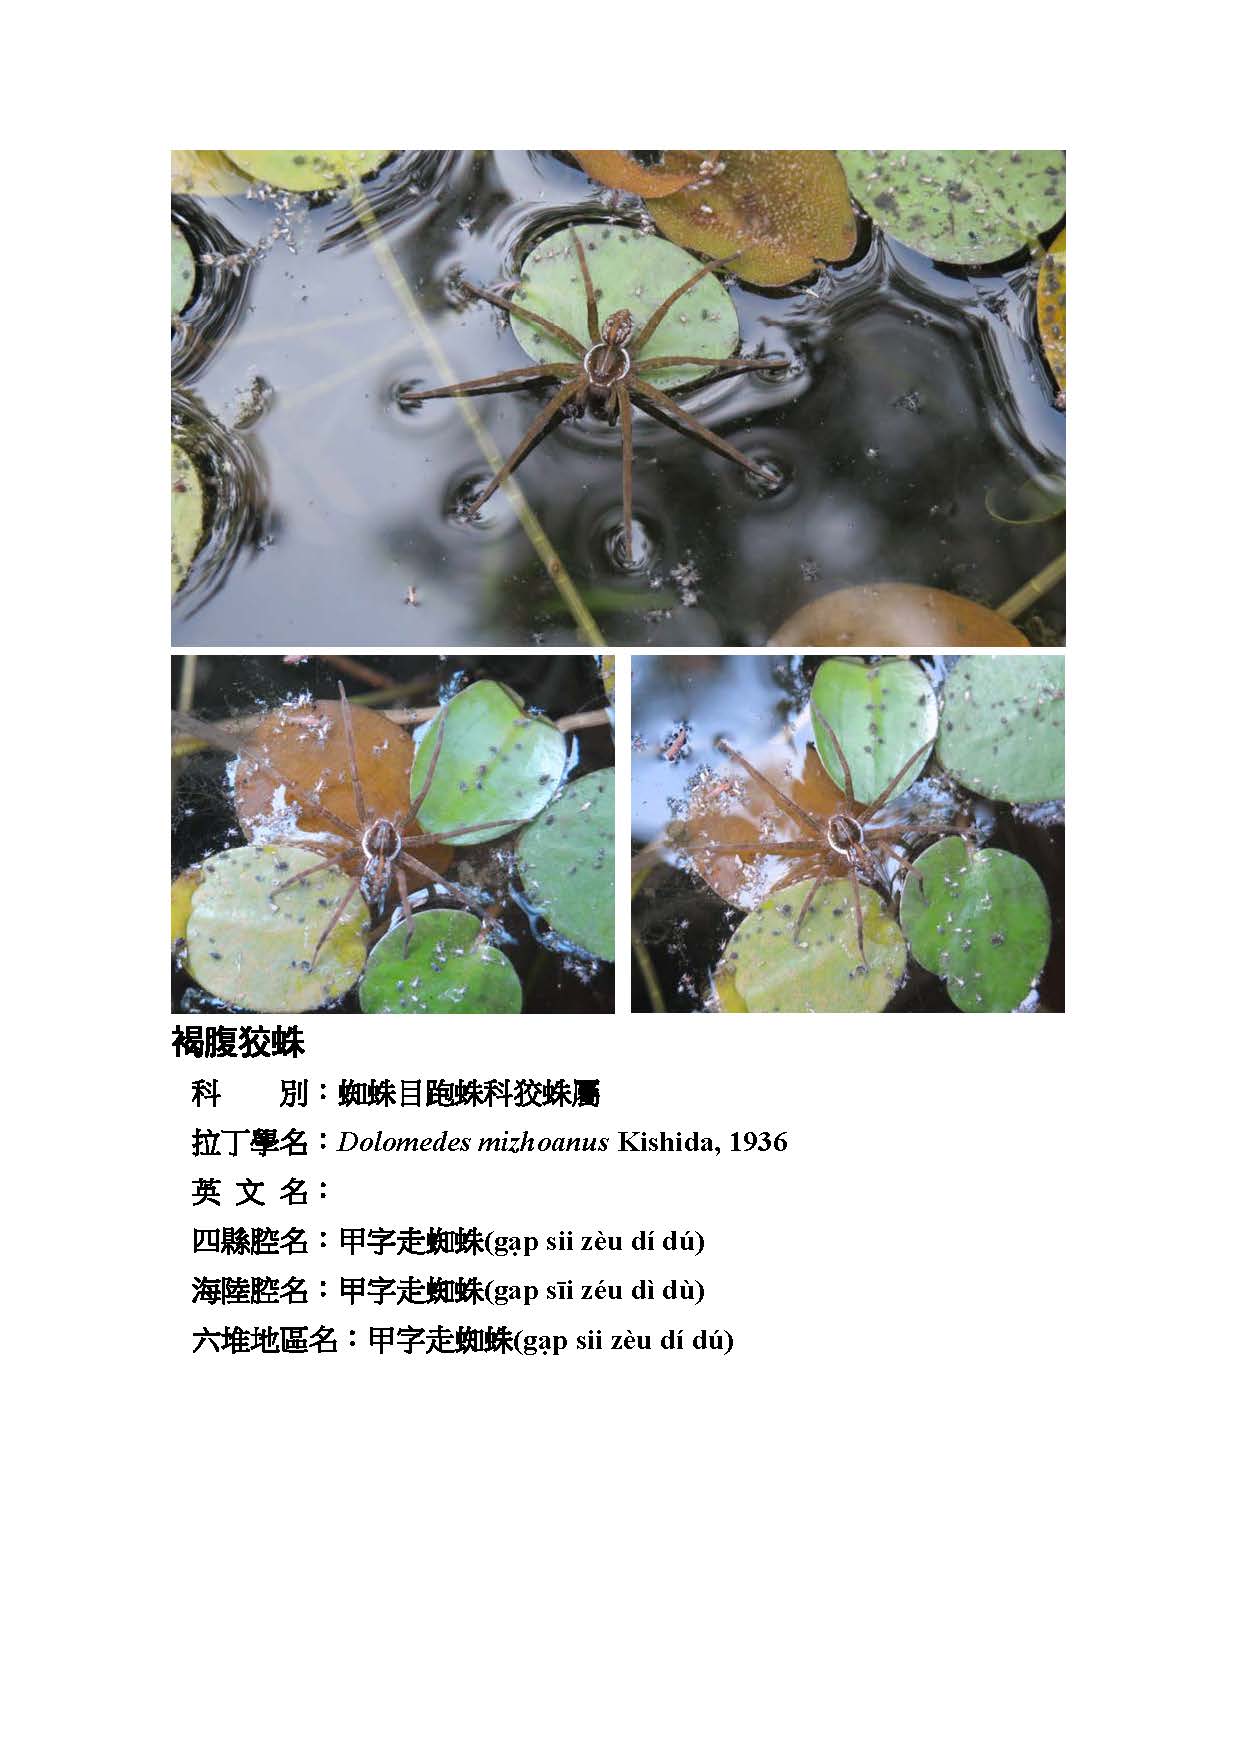 褐腹狡蛛
科　　別：蜘蛛目跑蛛科狡蛛屬
拉丁學名：Dolomedes mizhoanus Kishida, 1936
英 文 名：
四縣腔名：甲字走蜘蛛(gạp sii zèu dí dú)
海陸腔名：甲字走蜘蛛(gap sīi zéu dì dù)
六堆地區名：甲字走蜘蛛(gạp sii zèu dí dú)